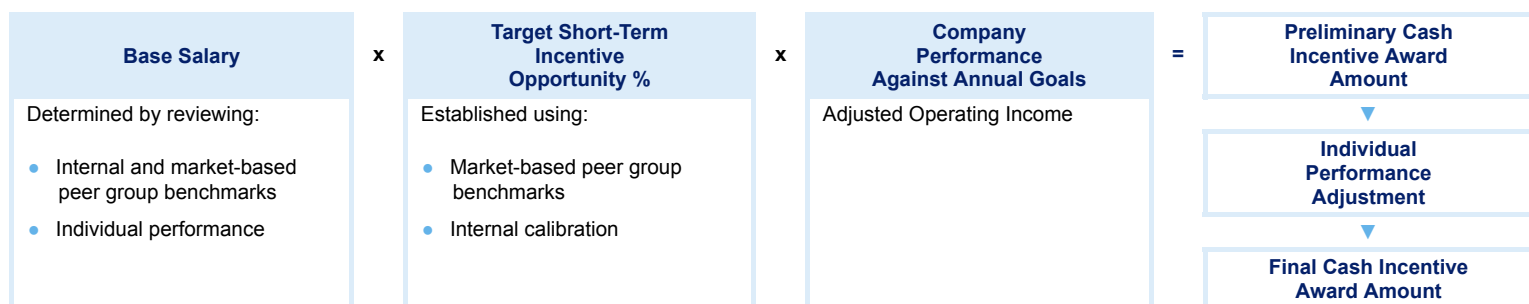 Base Salary
x
Target Short-Term
Incentive
Opportunity %
x
Company
Performance
Against Annual Goals
=
Preliminary Cash
Incentive Award
Amount
Determined by reviewing:
● Internal and market-based
peer group benchmarks
● Individual performance
Established using:
● Market-based peer group
benchmarks
● Internal calibration
Adjusted Operating Income
▼
Individual
Performance
Adjustment
▼
Final Cash Incentive
Award Amount